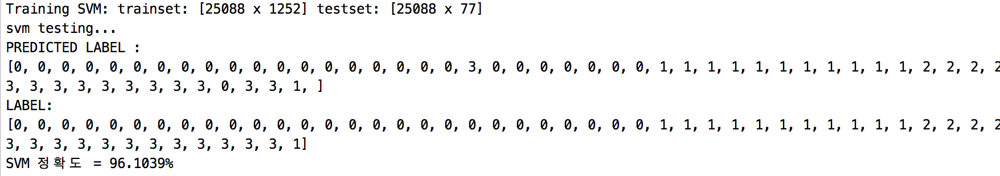 Training SVM: trainset: [25088 x 1252] testset: [25088 x 77]
svm testing...
PREDICTED LABEL :
[0, 0, 0, 0, 0, 0, 0, 0, 0, 0, 0, 0, 0, 0, 0, 0, 0, 0, 0, 3, 0, 0, 0, 0, 0, 0, 0, 1, 1, 1, 1, 1, 1, 1, 1, 1, 1, 1, 2, 2, 2, 2
3, 3, 3, 3, 3, 3, 3, 3, 3, 0, 3, 3, 1, ]
LABEL:
[0, 0, 0, 0, 0, 0, 0, 0, 0, 0, 0, 0, 0, 0, 0, 0, 0, 0, 0, 0, 0, 0, 0, 0, 0, 0, 0, 1, 1, 1, 1, 1, 1, 1, 1, 1, 1, 1, 2, 2, 2, 2
3, 3, 3, 3, 3, 3, 3, 3, 3, 3, 3, 3, 1]
SVM 정확도 = 96.1039%